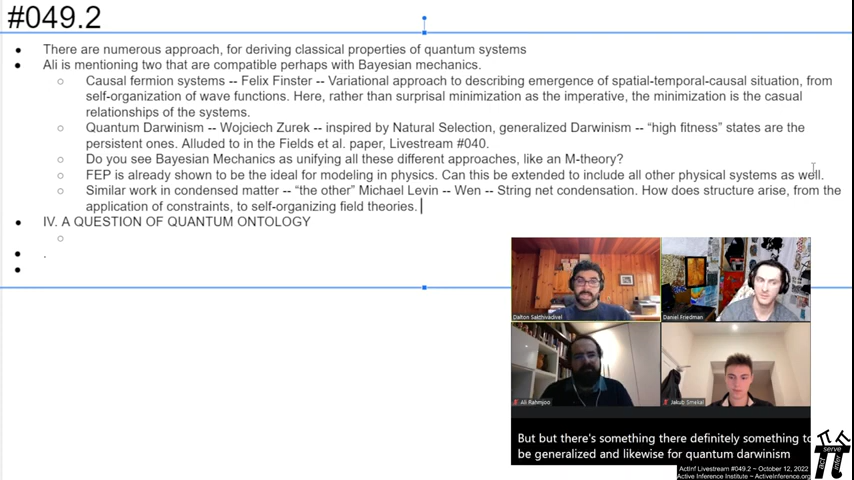 #049.2
There are numerous approach, for deriving classical properties of quantum systems
Ali is mentioning two that are compatible perhaps with Bayesian mechanics.
Causal fermion systems -- Felix Finster -- Variational approach to describing emergence of spatial-temporal-causal situation, from
self-organization of wave functions. Here, rather than surprisal minimization as the imperative, the minimization is the casual
relationships of the systems.
Quantum Darwinism -- Wojciech Zurek -- inspired by Natural Selection, generalized Darwinism -- “high fitness” states are the
persistent ones. Alluded to in the Fields et al. paper, Livestream #040.
Do you see Bayesian Mechanics as unifying all these different approaches, like an M-theory?
FEP is already shown to be the ideal for modeling in physics. Can this be extended to include all other physical systems as well.
Similar work in condensed matter -- “the other” Michael Levin -- Wen -- String net condensation. How does structure arise, from the
application of constraints, to self-organizing field theories.
IV. A QUESTION OF QUANTUM ONTOLOGY
.
Dalton Sakthivadivel
Daniel Friedman
Ali Rahmjoo
Jakub Smekal
But but there's something there definitely something to
be generalized and likewise for quantum darwinism
ActInf Livestream #049.2 ~ October 12, 2022
Active Inference Institute ~ ActiveInference.org
act
serve
infer